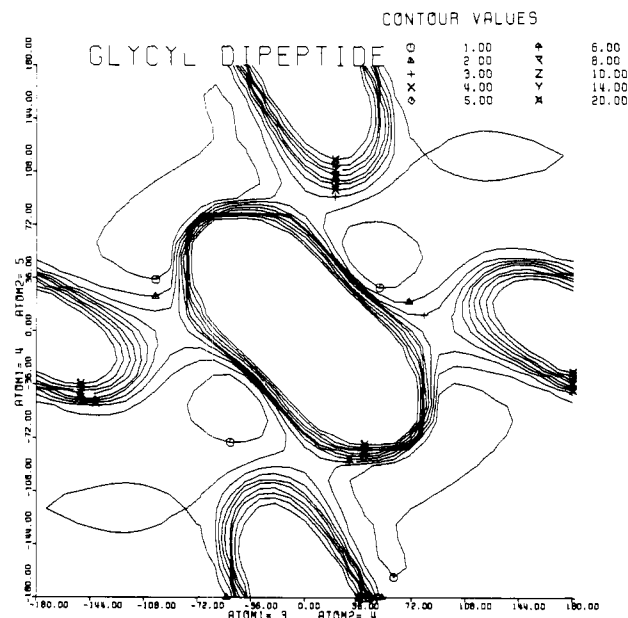 CONTOUR VALUES
GLYCYL DIPEPTIDE
1.00 6.00
2.00 8.00
3.00 + 10.00 Z
4.00 X 14.00 Y
5.00 20.00
180.00
144.00
108.00
72.00
36.00
0.00
-36.00
-72.00
-108.00
-144.00
-180.00
ATOM1= 4 ATOM2= 5
-180.00 -144.00 -108.00 -72.00 -36.00 0.00 36.00 72.00 108.00 144.00 180.00
ATOM1= 3 ATOM2= 4